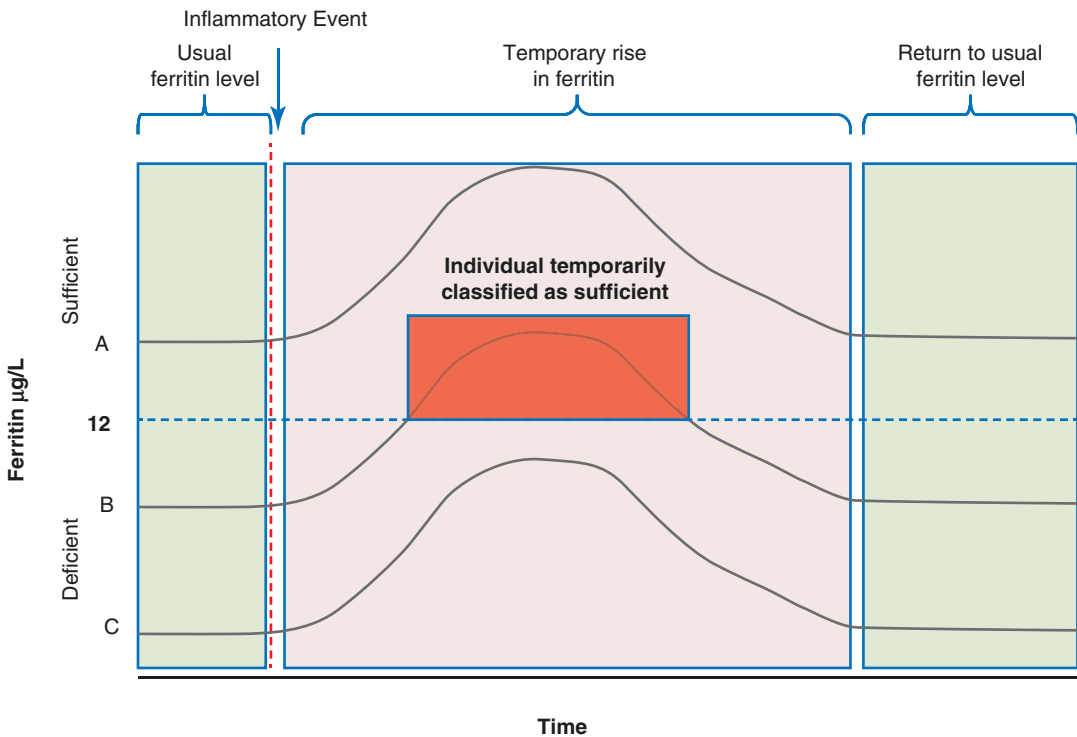 Inflammatory Event
Usual
ferritin level
Temporary rise
in ferritin
Return to usual
ferritin level
Individual temporarily
classified as sufficient
Ferritin µg/L
Sufficient
Deficient
A
12
B
C
Time